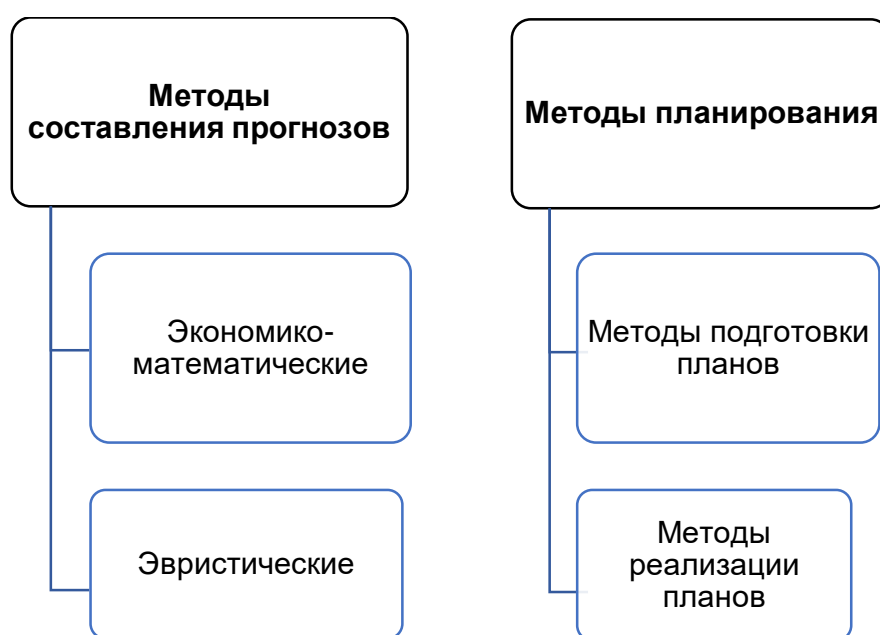 Методы
составления прогнозов
Экономико-
математические
Эвристические
Методы планирования
Методы подготовки
планов
Методы
реализации
планов